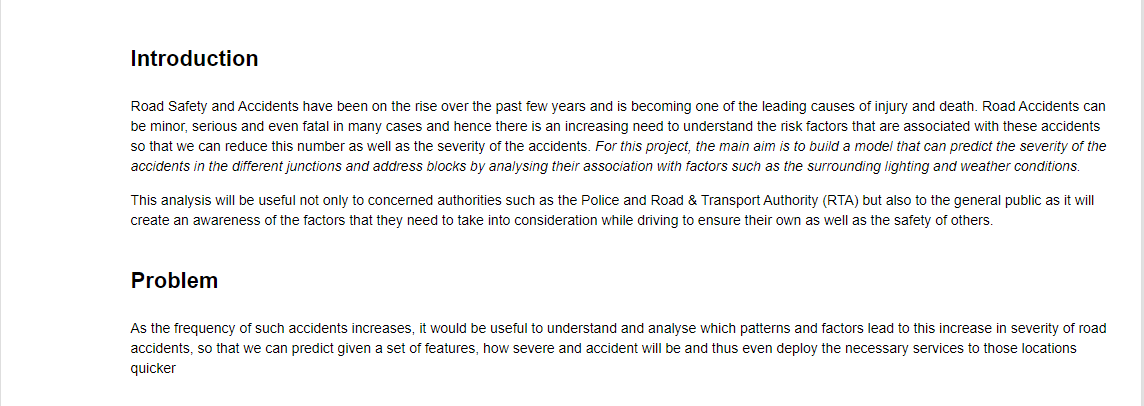 Introduction
Road Safety and Accidents have been on the rise over the past few years and is becoming one of the leading causes of injury and death. Road Accidents can
be minor, serious and even fatal in many cases and hence there is an increasing need to understand the risk factors that are associated with these accidents
so that we can reduce this number as well as the severity of the accidents. For this project, the main aim is to build a model that can predict the severity of the
accidents in the different junctions and address blocks by analysing their association with factors such as the surrounding lighting and weather conditions.
This analysis will be useful not only to concerned authorities such as the Police and Road & Transport Authority (RTA) but also to the general public as it will
create an awareness of the factors that they need to take into consideration while driving to ensure their own as well as the safety of others.
Problem
As the frequency of such accidents increases, it would be useful to understand and analyse which patterns and factors lead to this increase in severity of road
accidents, so that we can predict given a set of features, how severe and accident will be and thus even deploy the necessary services to those locations
quicker